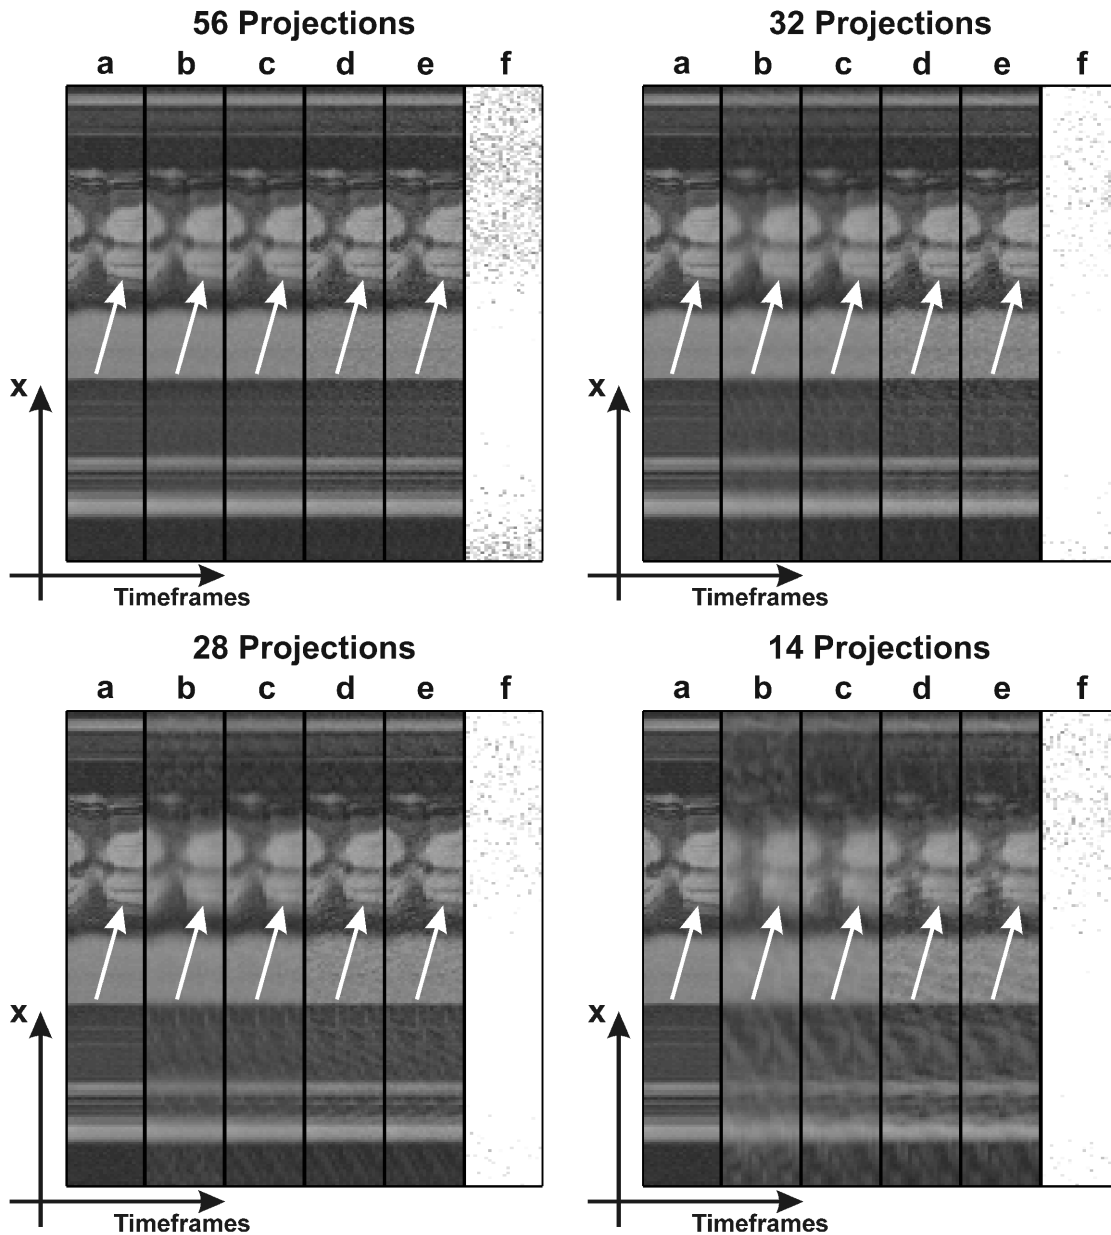 56 Projections
a b c d e f
x
Timeframes
32 Projections
a b c d e f
x
Timeframes
28 Projections
a b c d e f
x
Timeframes
14 Projections
a b c d e f
x
Timeframes